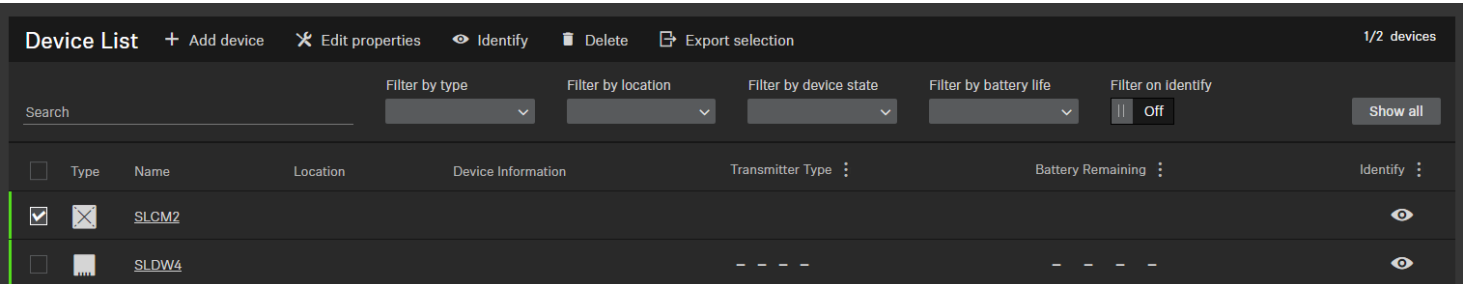 Device List Add device Edit properties Identify Delete Export selection 1/2 devices
Filter by type Filter by location Filter by device state Filter by battery life Filter on identify
Search Off Show all
Type Name Location Device Information Transmitter Type Battery Remaining Identify
SLCM2
SLDW4 – – – – – – – –